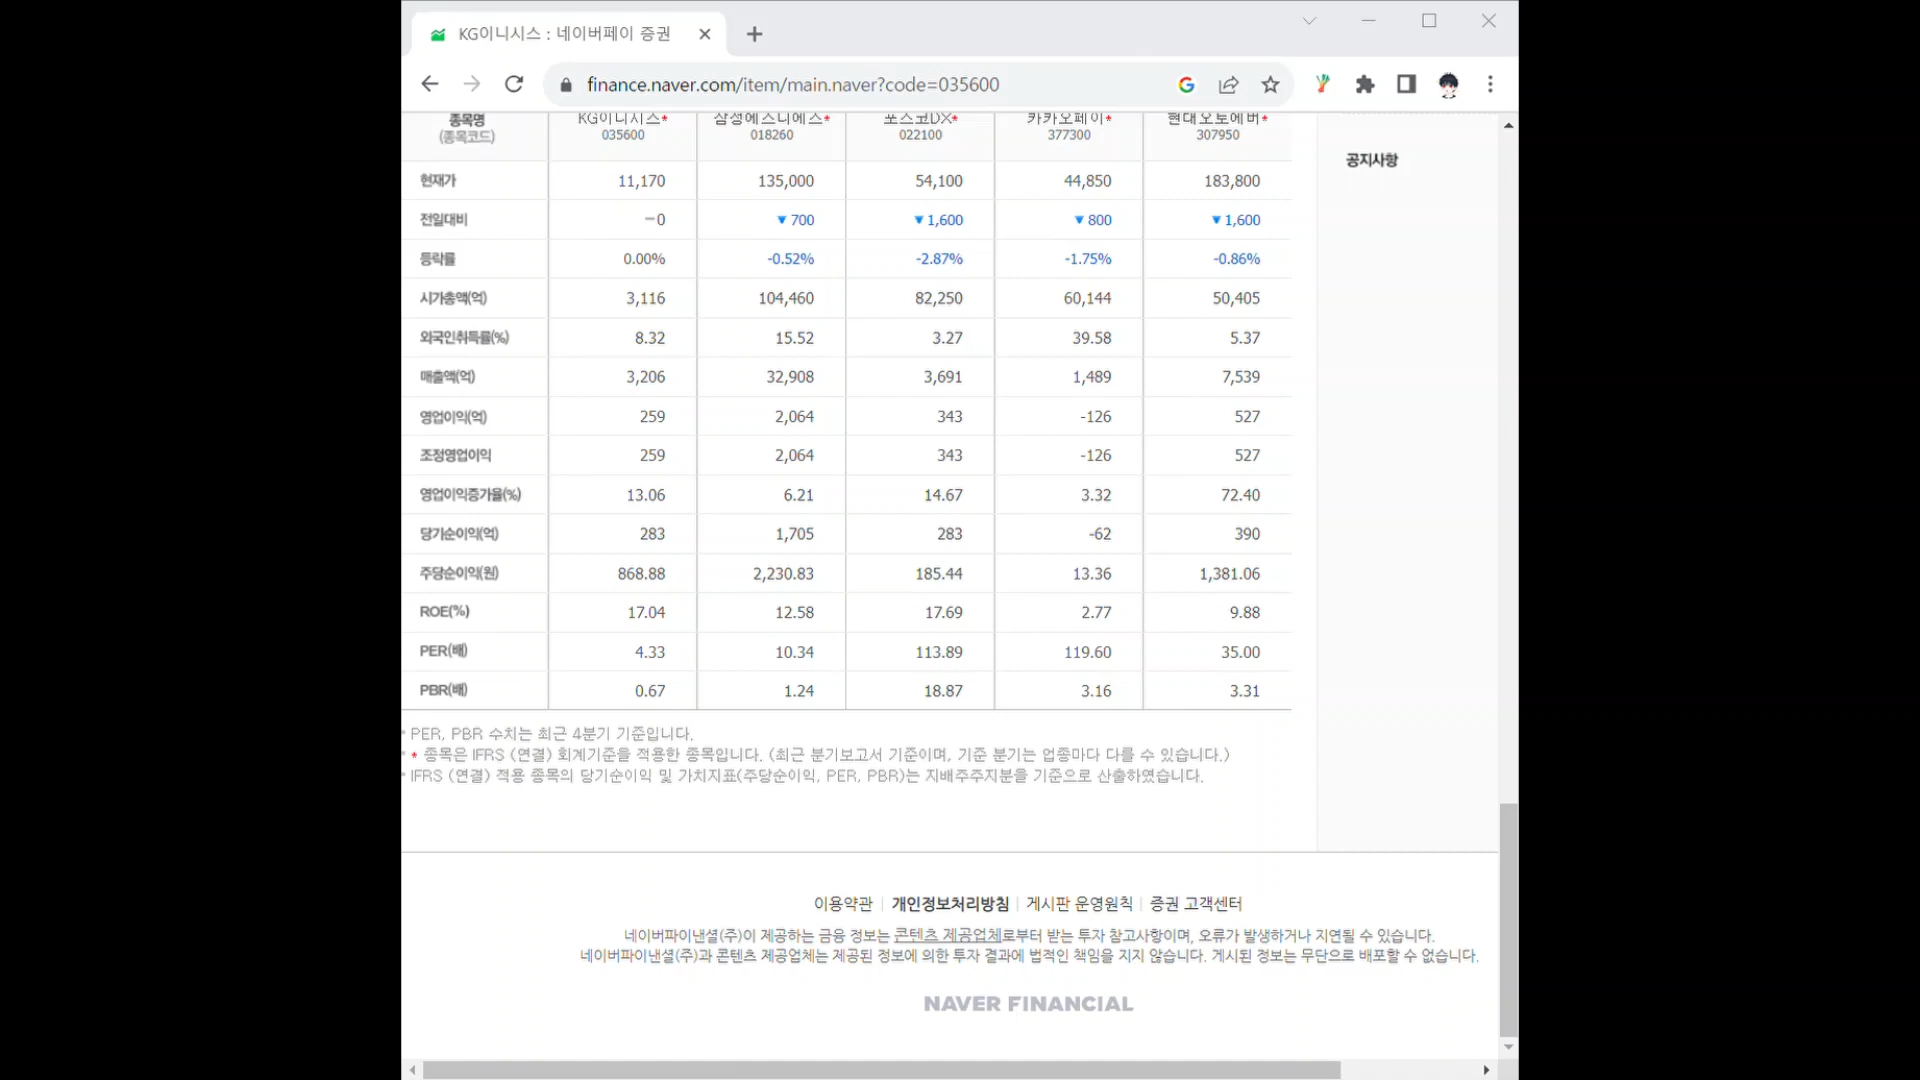 KG이니시스 : 네이버페이 증권
finance.naver.com/item/main.naver?code=035600
종목명 KG이니시스* 삼성에스디에스* 포스코DX* 카카오페이* 현대오토에버*
(종목코드) 035600 018260 022100 377300 307950
공지사항
현재가 11,170 135,000 54,100 44,850 183,800
전일대비 −0 ▼700 ▼1,600 ▼800 ▼1,600
등락률 0.00% -0.52% -2.87% -1.75% -0.86%
시가총액(억) 3,116 104,460 82,250 60,144 50,405
외국인취득률(%) 8.32 15.52 3.27 39.58 5.37
매출액(억) 3,206 32,908 3,691 1,489 7,539
영업이익(억) 259 2,064 343 -126 527
조정영업이익 259 2,064 343 -126 527
영업이익증가율(%) 13.06 6.21 14.67 3.32 72.40
당기순이익(억) 283 1,705 283 -62 390
주당순이익(원) 868.88 2,230.83 185.44 13.36 1,381.06
ROE(%) 17.04 12.58 17.69 2.77 9.88
PER(배) 4.33 10.34 113.89 119.60 35.00
PBR(배) 0.67 1.24 18.87 3.16 3.31
* PER, PBR 수치는 최근 4분기 기준입니다.
* * 종목은 IFRS (연결) 회계기준을 적용한 종목입니다. (최근 분기보고서 기준이며, 기준 분기는 업종마다 다를 수 있습니다.)
* IFRS (연결) 적용 종목의 당기순이익 및 가치지표(주당순이익, PER, PBR)는 지배주주지분을 기준으로 산출하였습니다.
이용약관 | 개인정보처리방침 | 게시판 운영원칙 | 증권 고객센터
네이버파이낸셜(주)이 제공하는 금융 정보는 콘텐츠 제공업체로부터 받는 투자 참고사항이며, 오류가 발생하거나 지연될 수 있습니다.
네이버파이낸셜(주)과 콘텐츠 제공업체는 제공된 정보에 의한 투자 결과에 법적인 책임을 지지 않습니다. 게시된 정보는 무단으로 배포할 수 없습니다.
NAVER FINANCIAL